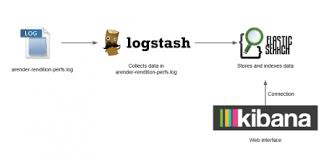 LOG
arender-rendition-perfs.log
logstash
Collects data in
arender-rendition-perfs.log
ELASTIC
SEARCH
Stores and indexes data
Connection
kibana
Web interface